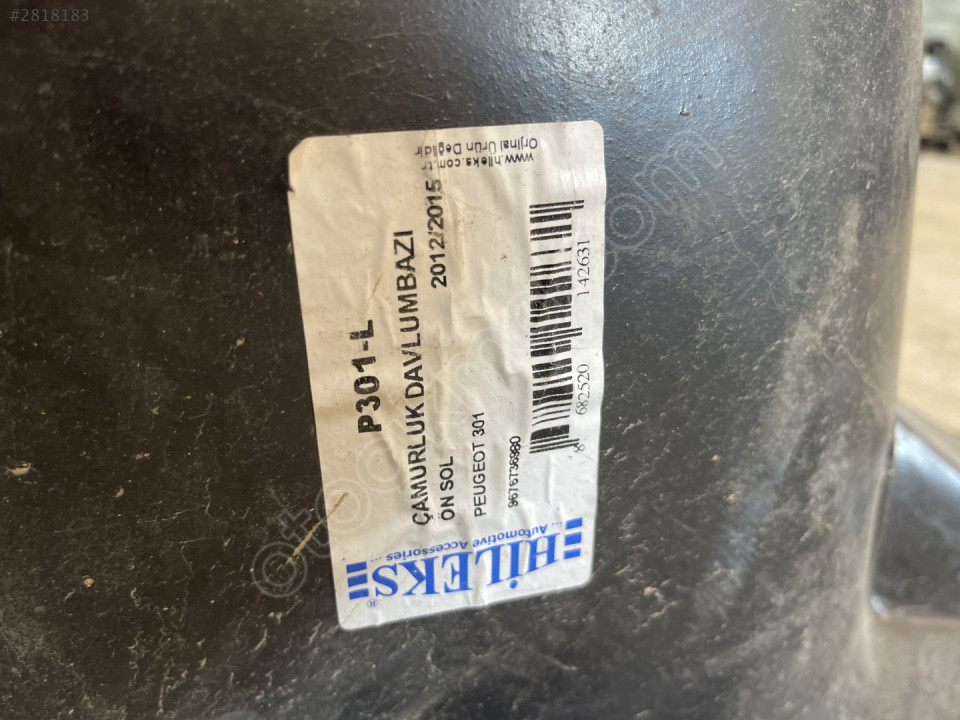 #2818183
P301-L
ÇAMURLUK DAVLUMBAZI
ÖN SOL 2012/2015
PEUGEOT 301
9676736980
8 682520 142631
www.hileks.com.tr
Orjinal Ürün Değildir
HİLEKS®
... Automotive Accessories ...